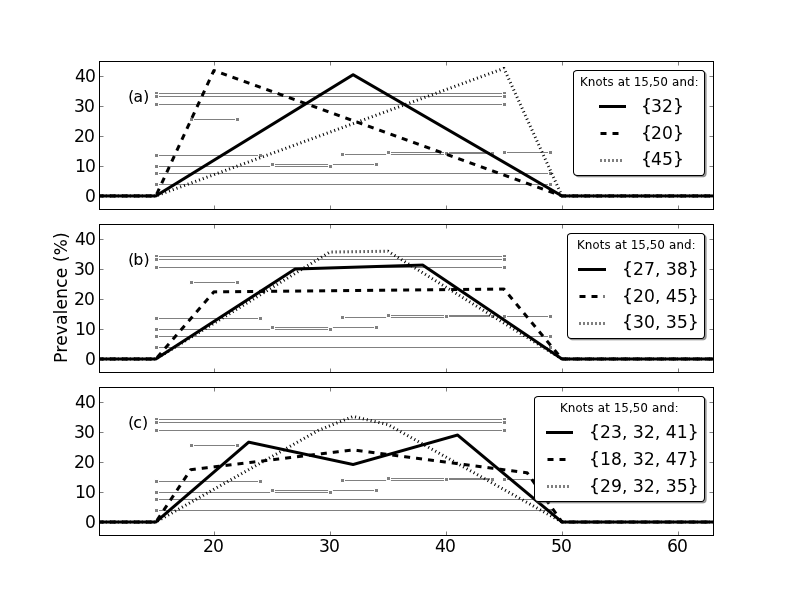 40
30
20
10
0
(a)
Knots at 15,50 and:
{32}
{20}
{45}
Prevalence (%)
40
30
20
10
0
(b)
Knots at 15,50 and:
{27, 38}
{20, 45}
{30, 35}
40
30
20
10
0
(c)
Knots at 15,50 and:
{23, 32, 41}
{18, 32, 47}
{29, 32, 35}
20 30 40 50 60